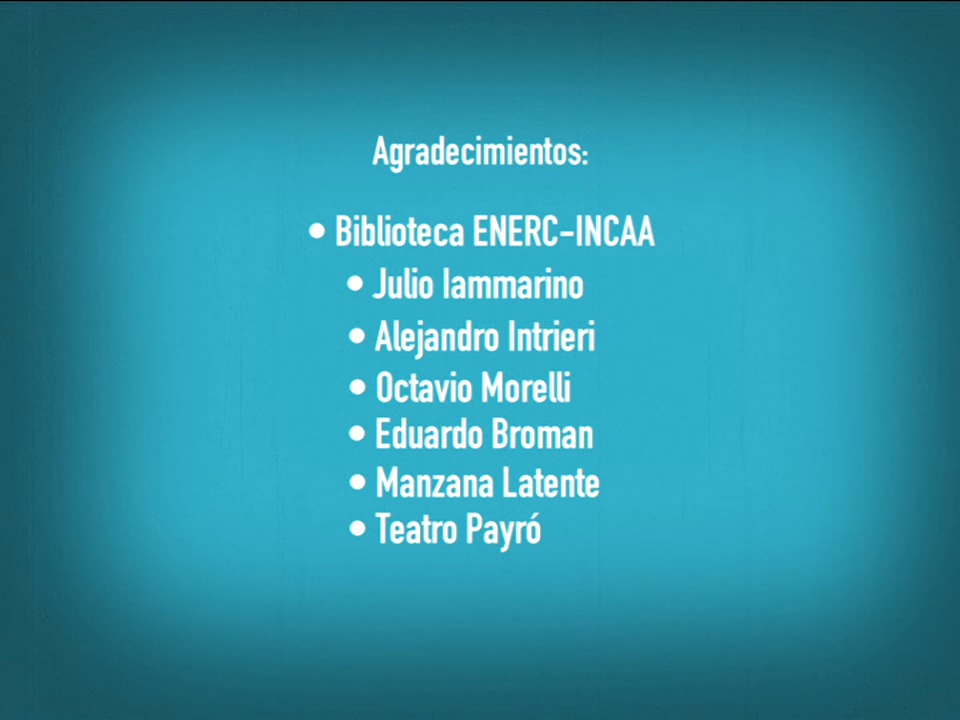 Agradecimientos:
• Biblioteca ENERC-INCAA
• Julio Iammarino
• Alejandro Intrieri
• Octavio Morelli
• Eduardo Broman
• Manzana Latente
• Teatro Payró